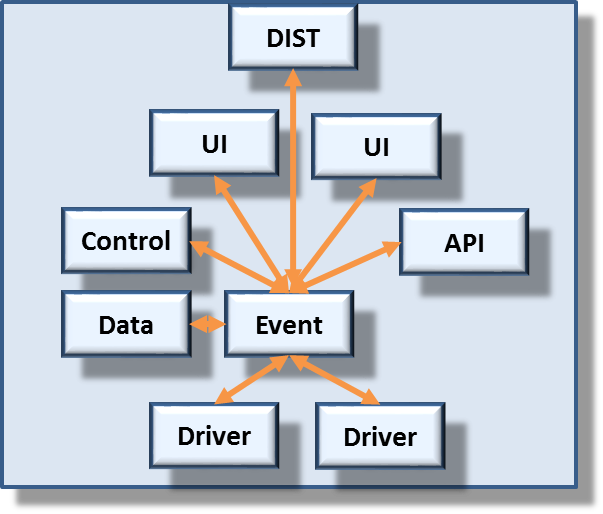 DIST
UI
UI
Control
API
Data
Event
Driver
Driver